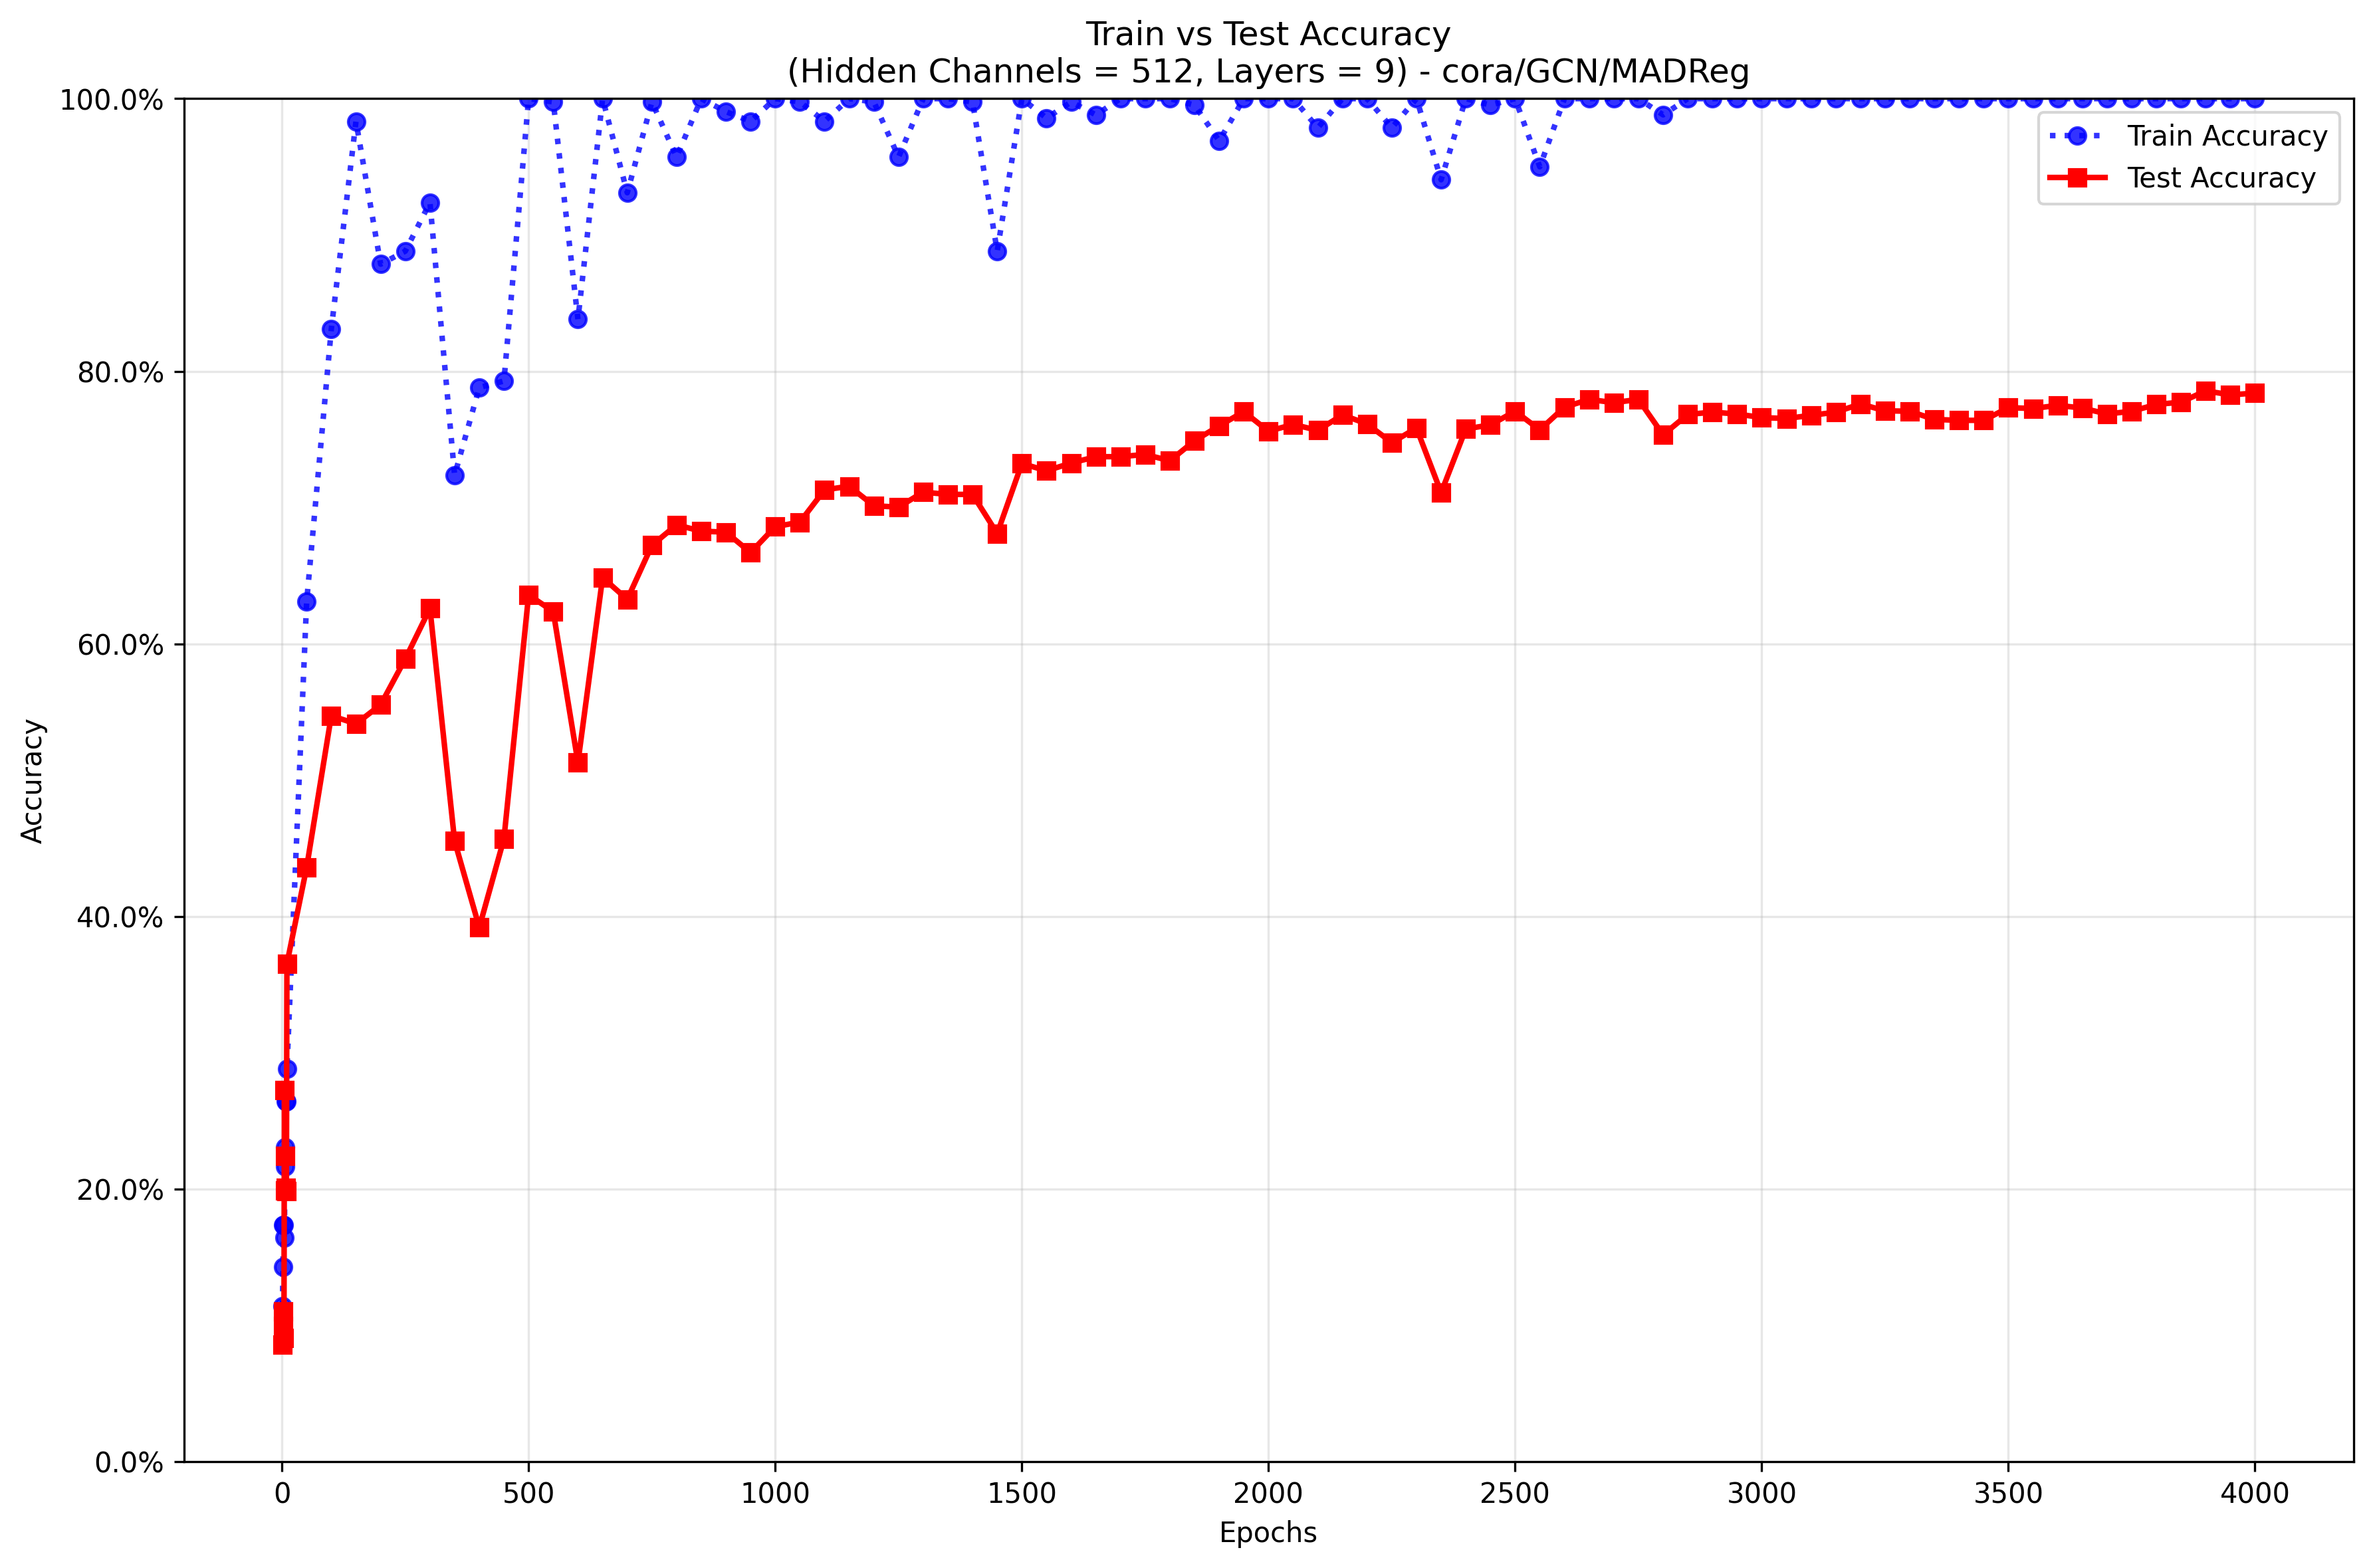 Train vs Test Accuracy
(Hidden Channels = 512, Layers = 9) - cora/GCN/MADReg
100.0%
80.0%
60.0%
40.0%
20.0%
0.0%
Accuracy
Train Accuracy
Test Accuracy
0
500
1000
1500
2000
2500
3000
3500
4000
Epochs